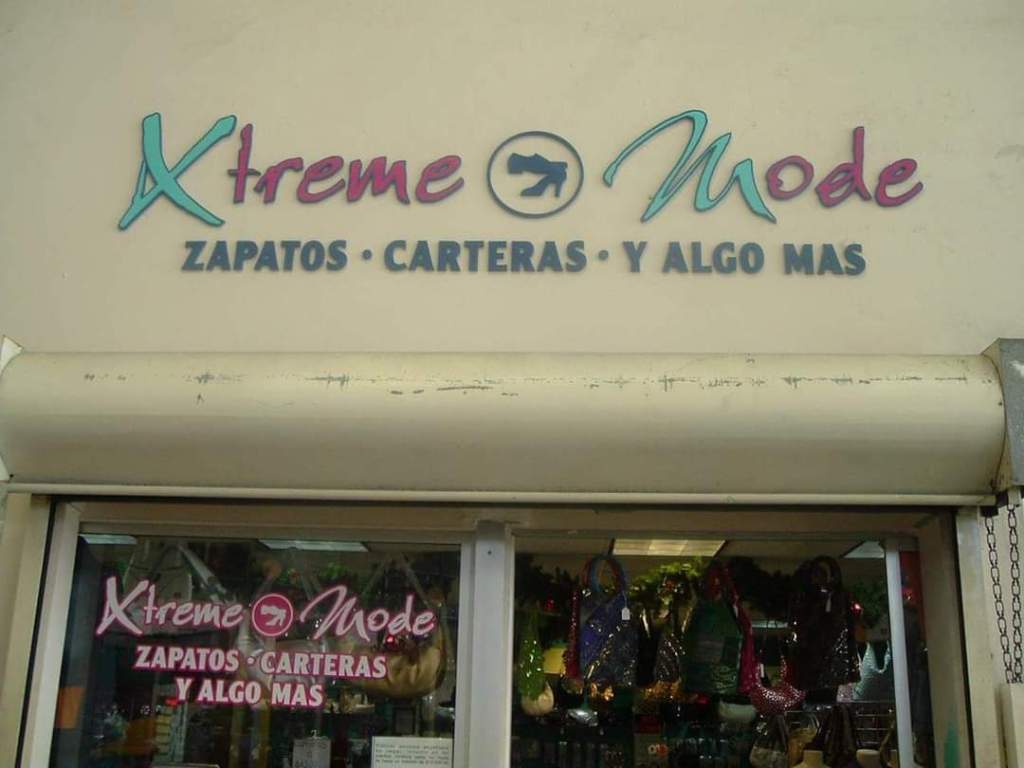 Xtreme Mode
ZAPATOS · CARTERAS · Y ALGO MAS
Xtreme Mode
ZAPATOS · CARTERAS
Y ALGO MAS